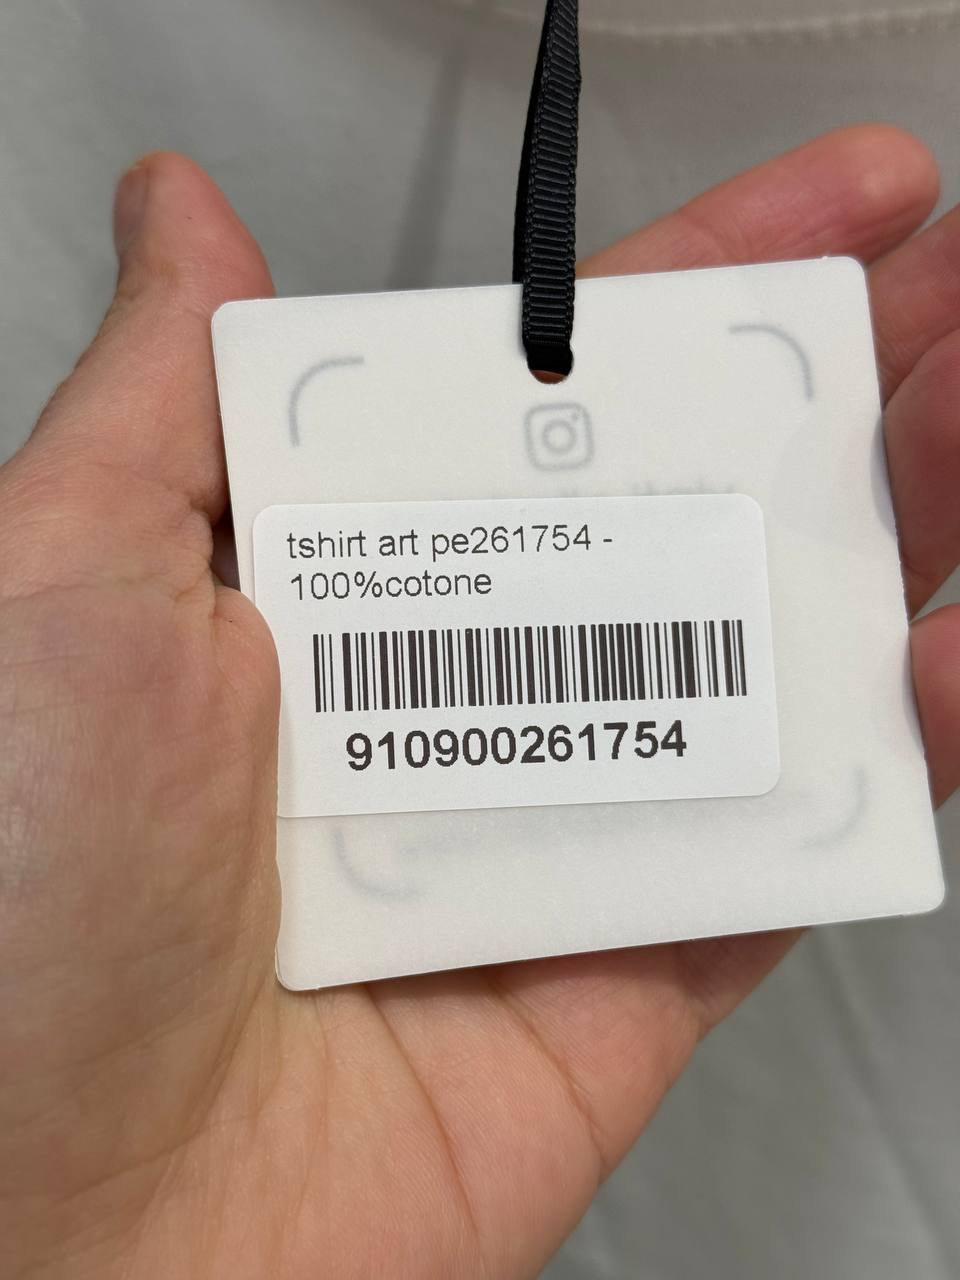 tshirt art pe261754 -
100%cotone
910900261754